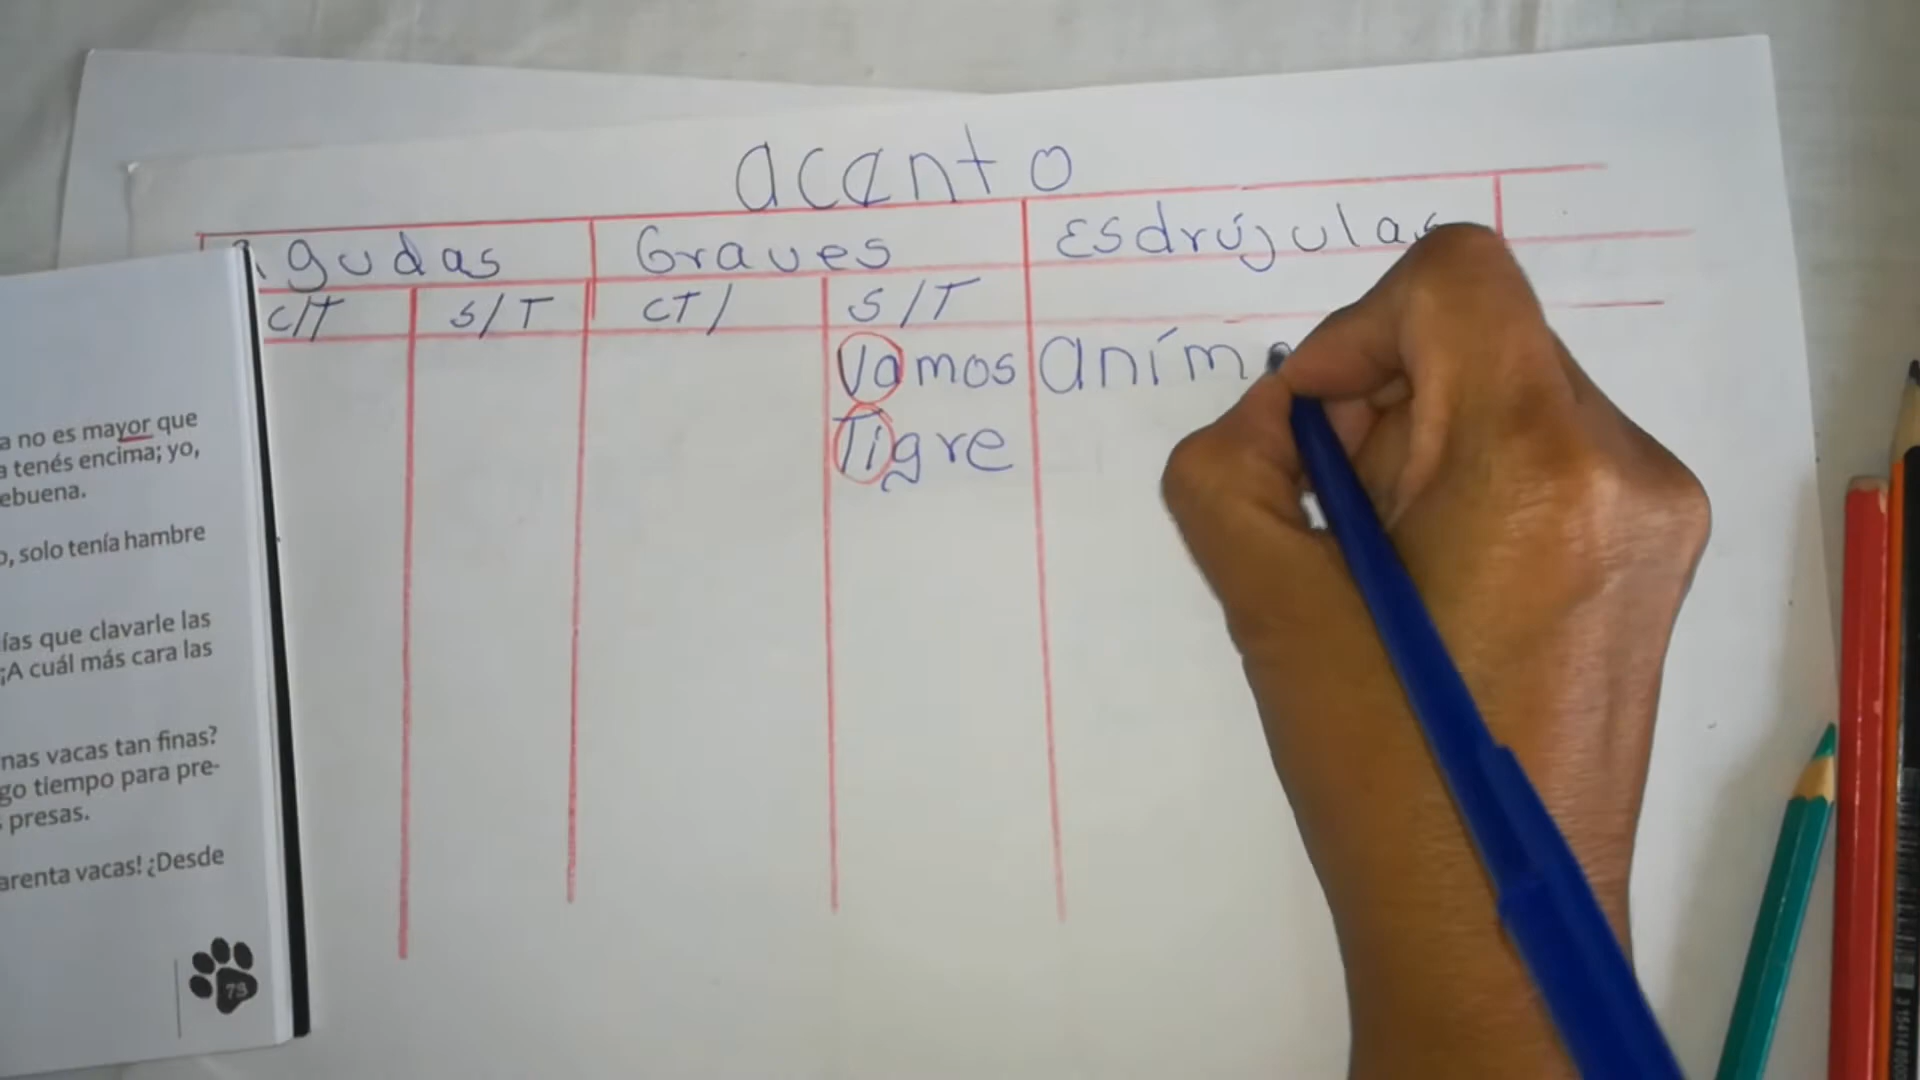 acento
gudas Graves Esdrújulas
C/T S/T CT/ S/T
Vamos aním
Tigre
a no es mayor que
a tenés encima; yo,
ebuena.
o, solo tenía hambre
ías que clavarle las
¡A cuál más cara las
nas vacas tan finas?
go tiempo para pre-
presas.
arenta vacas! ¿Desde
73